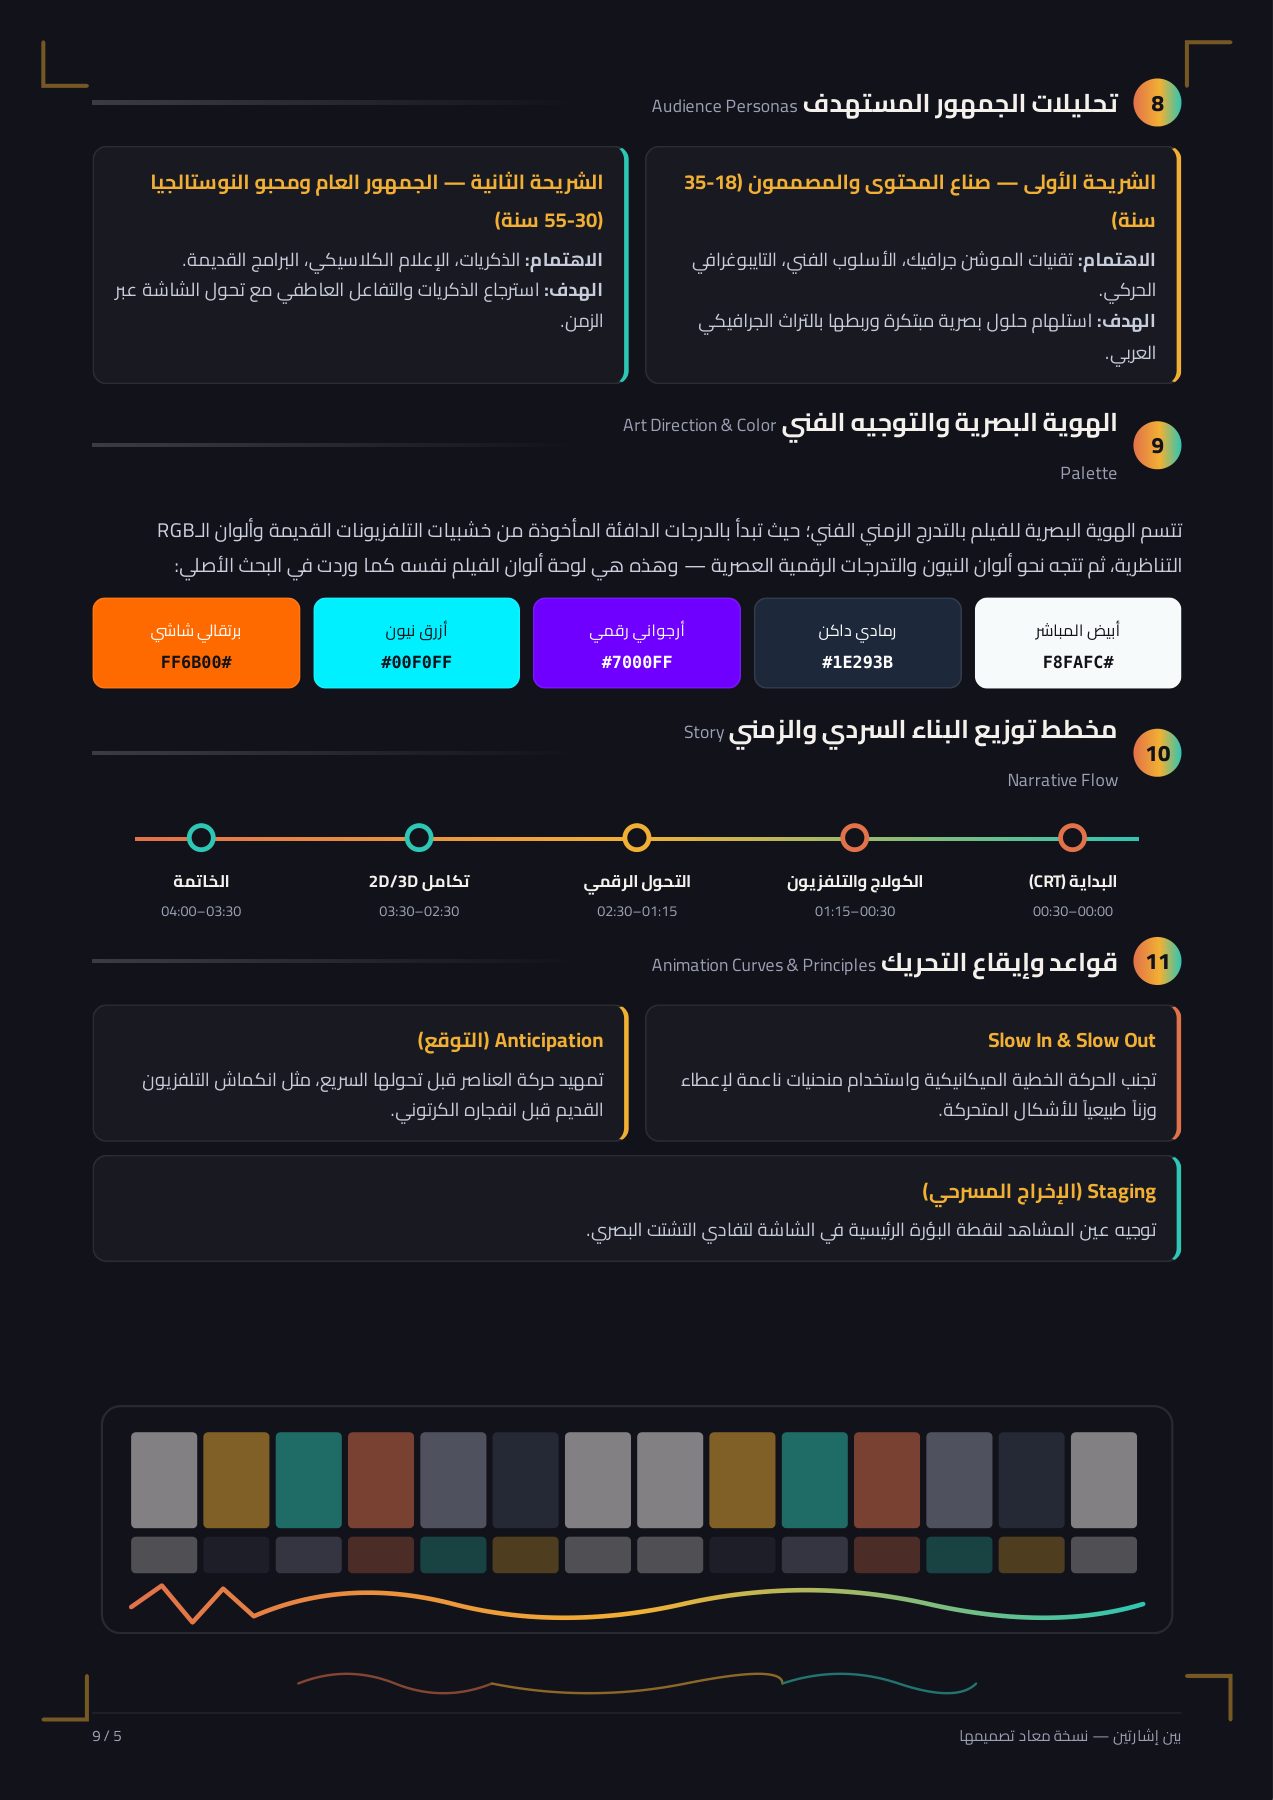 8
تحليلات الجمهور المستهدف Audience Personas
الشريحة الأولى — صناع المحتوى والمصممون (18-35
سنة)
الاهتمام: تقنيات الموشن جرافيك، الأسلوب الفني، التايبوغرافي
الحركي.
الهدف: استلهام حلول بصرية مبتكرة وربطها بالتراث الجرافيكي
العربي.
الشريحة الثانية — الجمهور العام ومحبو النوستالجيا
(30-55 سنة)
الاهتمام: الذكريات، الإعلام الكلاسيكي، البرامج القديمة.
الهدف: استرجاع الذكريات والتفاعل العاطفي مع تحول الشاشة عبر
الزمن.
9
الهوية البصرية والتوجيه الفني Art Direction & Color
Palette
تتسم الهوية البصرية للفيلم بالتدرج الزمني الفني؛ حيث تبدأ بالدرجات الدافئة المأخوذة من خشبيات التلفزيونات القديمة وألوان الـRGB
التناظرية، ثم تتجه نحو ألوان النيون والتدرجات الرقمية العصرية — وهذه هي لوحة ألوان الفيلم نفسه كما وردت في البحث الأصلي:
أبيض المباشر
F8FAFC#
رمادي داكن
#1E293B
أرجواني رقمي
#7000FF
أزرق نيون
#00F0FF
برتقالي شاشي
FF6B00#
10
مخطط توزيع البناء السردي والزمني Story
Narrative Flow
البداية (CRT)
00:30–00:00
الكولاج والتلفزيون
01:15–00:30
التحول الرقمي
02:30–01:15
تكامل 2D/3D
03:30–02:30
الخاتمة
04:00–03:30
11
قواعد وإيقاع التحريك Animation Curves & Principles
Slow In & Slow Out
تجنب الحركة الخطية الميكانيكية واستخدام منحنيات ناعمة لإعطاء
وزناً طبيعياً للأشكال المتحركة.
Anticipation (التوقع)
تمهيد حركة العناصر قبل تحولها السريع، مثل انكماش التلفزيون
القديم قبل انفجاره الكرتوني.
Staging (الإخراج المسرحي)
توجيه عين المشاهد لنقطة البؤرة الرئيسية في الشاشة لتفادي التشتت البصري.
بين إشارتين — نسخة معاد تصميمها
9 / 5